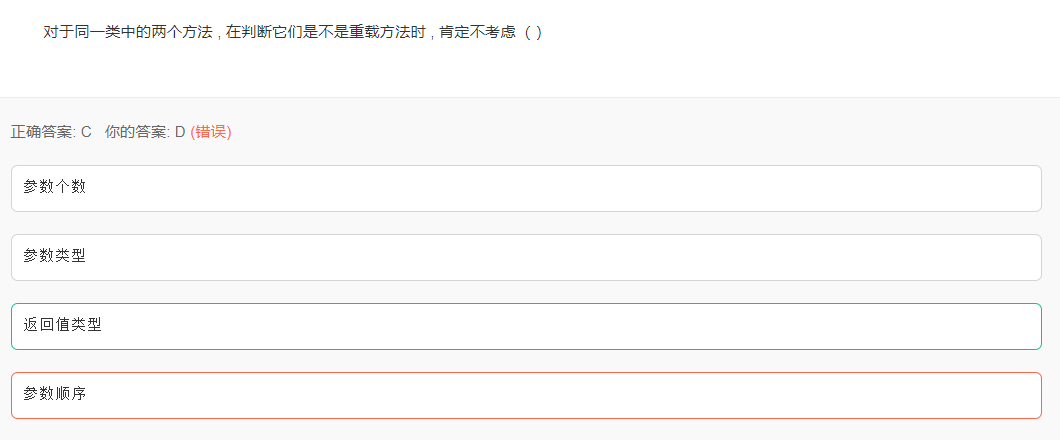 对于同一类中的两个方法 , 在判断它们是不是重载方法时 , 肯定不考虑 ( )
正确答案: C 你的答案: D (错误)
参数个数
参数类型
返回值类型
参数顺序